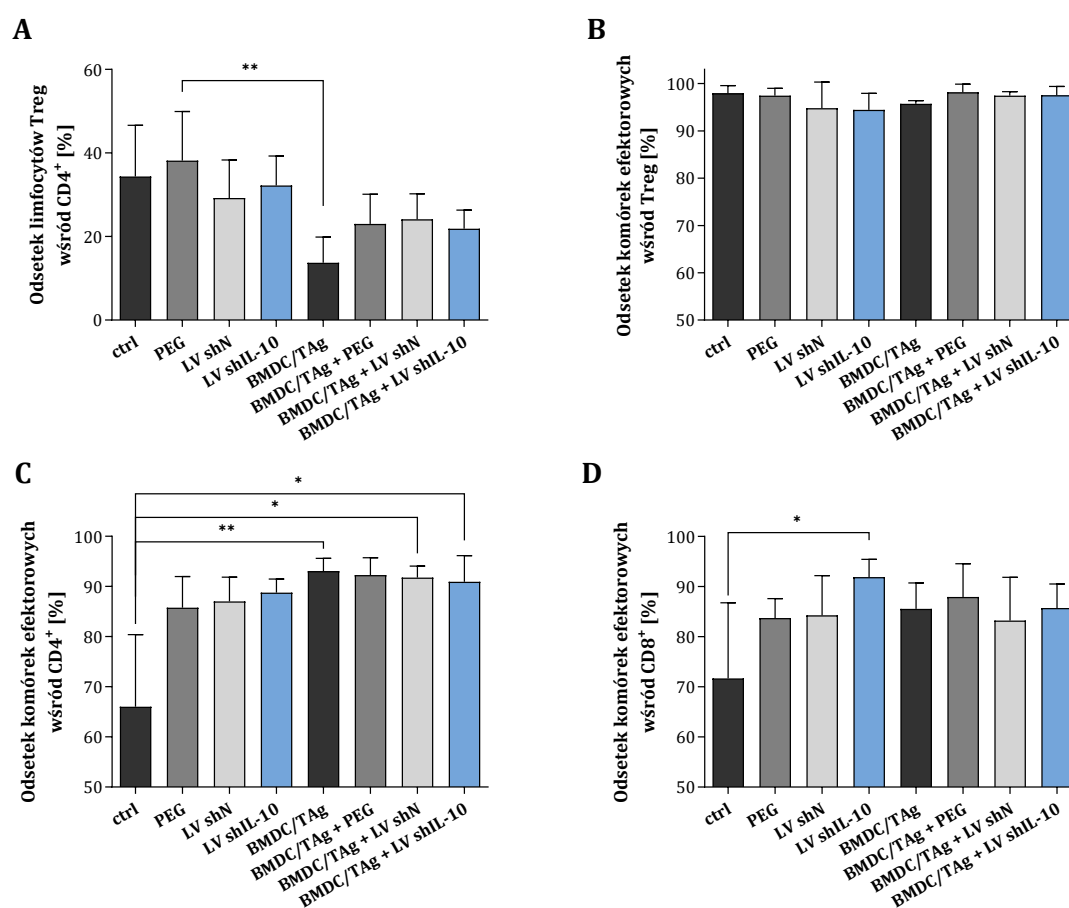 A
Odsetek limfocytów Treg
wśród CD4⁺ [%]
60
40
20
0
**
ctrl
PEG
LV shN
LV shIL-10
BMDC/TAg
BMDC/TAg + PEG
BMDC/TAg + LV shN
BMDC/TAg + LV shIL-10
B
Odsetek komórek efektorowych
wśród Treg [%]
100
90
80
70
60
50
ctrl
PEG
LV shN
LV shIL-10
BMDC/TAg
BMDC/TAg + PEG
BMDC/TAg + LV shN
BMDC/TAg + LV shIL-10
C
Odsetek komórek efektorowych
wśród CD4⁺ [%]
100
90
80
70
60
50
*
*
**
ctrl
PEG
LV shN
LV shIL-10
BMDC/TAg
BMDC/TAg + PEG
BMDC/TAg + LV shN
BMDC/TAg + LV shIL-10
D
Odsetek komórek efektorowych
wśród CD8⁺ [%]
100
90
80
70
60
50
*
ctrl
PEG
LV shN
LV shIL-10
BMDC/TAg
BMDC/TAg + PEG
BMDC/TAg + LV shN
BMDC/TAg + LV shIL-10